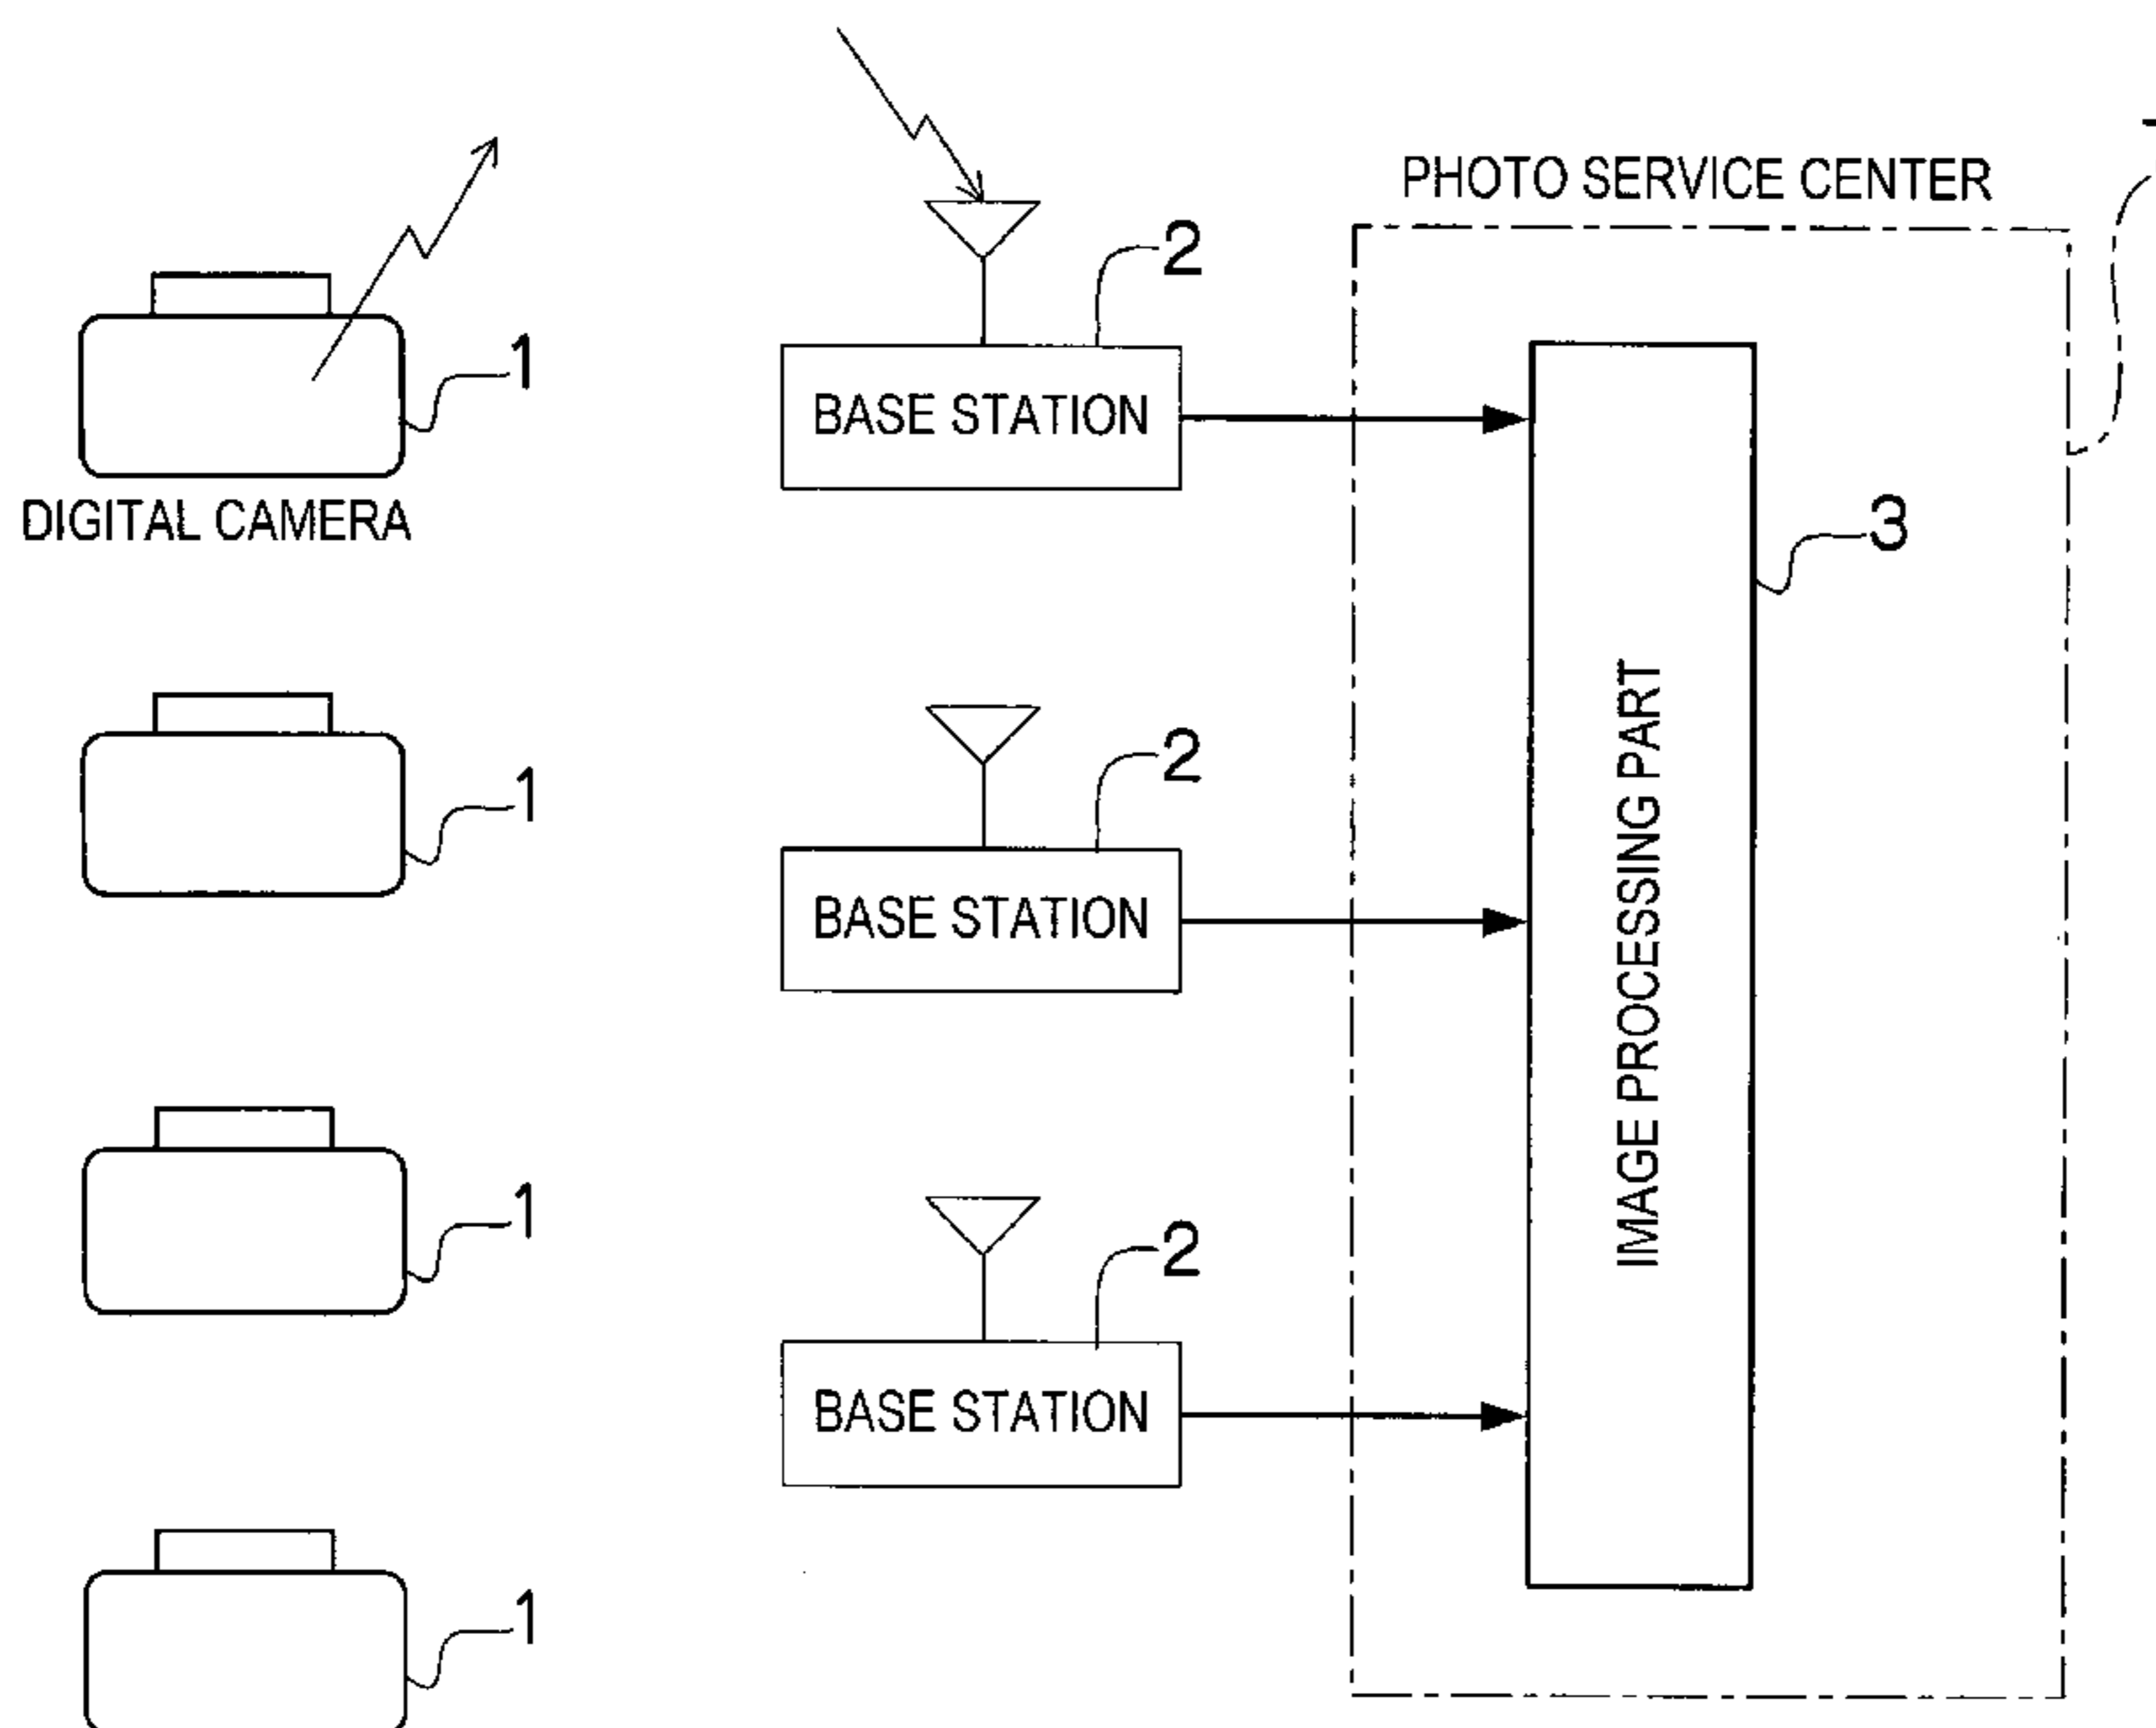 PHOTO SERVICE CENTER
2
1
BASE STATION
3
DIGITAL CAMERA
2
1
BASE STATION
IMAGE PROCESSING PART
1
2
BASE STATION
1